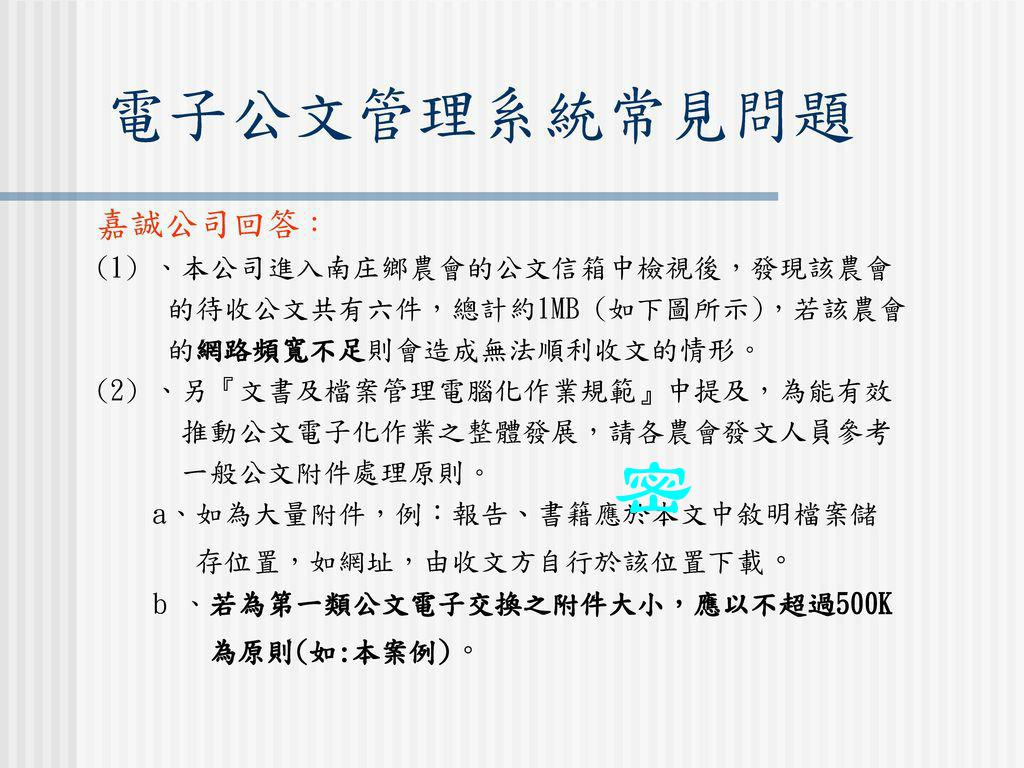 電子公文管理系統常見問題
嘉誠公司回答：
(1)、本公司進入南庄鄉農會的公文信箱中檢視後，發現該農會
的待收公文共有六件，總計約1MB (如下圖所示)，若該農會
的網路頻寬不足則會造成無法順利收文的情形。
(2)、另『文書及檔案管理電腦化作業規範』中提及，為能有效
推動公文電子化作業之整體發展，請各農會發文人員參考
一般公文附件處理原則。
密
a、如為大量附件，例：報告、書籍應於本文中敘明檔案儲
存位置，如網址，由收文方自行於該位置下載。
b 、若為第一類公文電子交換之附件大小，應以不超過500K
為原則(如:本案例)。